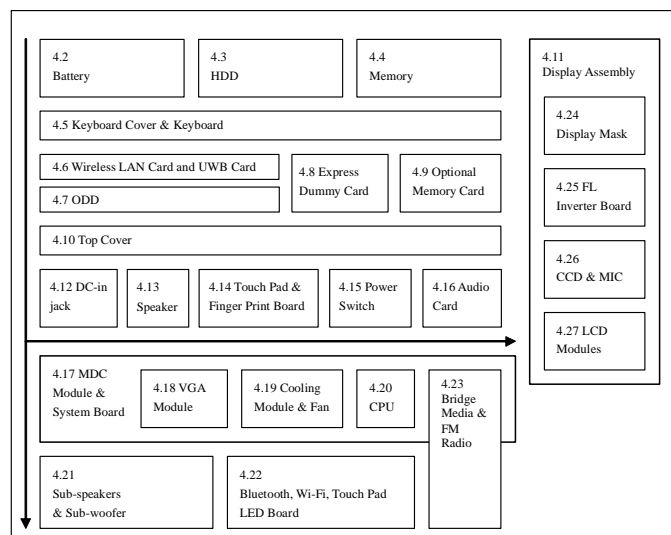 4.2
Battery
4.3
HDD
4.4
Memory
4.5 Keyboard Cover & Keyboard
4.6 Wireless LAN Card and UWB Card
4.7 ODD
4.8 Express
Dummy Card
4.9 Optional
Memory Card
4.10 Top Cover
4.12 DC-in
jack
4.13
Speaker
4.14 Touch Pad &
Finger Print Board
4.15 Power
Switch
4.16 Audio
Card
4.11
Display Assembly
4.24
Display Mask
4.25 FL
Inverter Board
4.26
CCD & MIC
4.27 LCD
Modules
4.17 MDC
Module &
System Board
4.18 VGA
Module
4.19 Cooling
Module & Fan
4.20
CPU
4.23
Bridge
Media &
FM
Radio
4.21
Sub-speakers
& Sub-woofer
4.22
Bluetooth, Wi-Fi, Touch Pad
LED Board